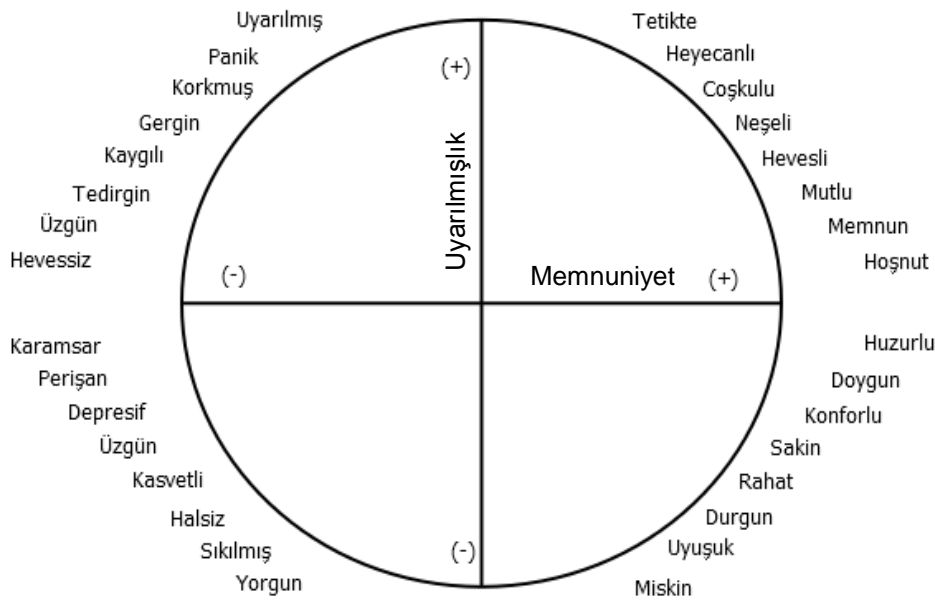 Uyarılmış
Panik
Korkmuş
Gergin
Kaygılı
Tedirgin
Üzgün
Hevessiz
Karamsar
Perişan
Depresif
Üzgün
Kasvetli
Halsiz
Sıkılmış
Yorgun
(+)
Uyarılmışlık
(-)
Memnuniyet (+)
(-)
Tetikte
Heyecanlı
Coşkulu
Neşeli
Hevesli
Mutlu
Memnun
Hoşnut
Huzurlu
Doygun
Konforlu
Sakin
Rahat
Durgun
Uyuşuk
Miskin